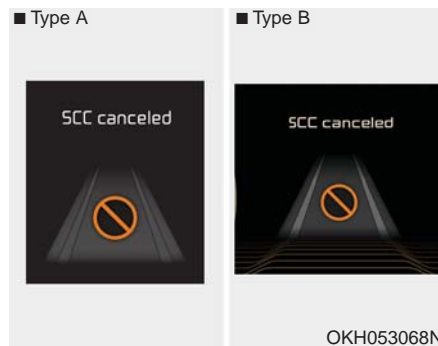 ■ Type A
SCC canceled
■ Type B
SCC canceled
OKH053068N